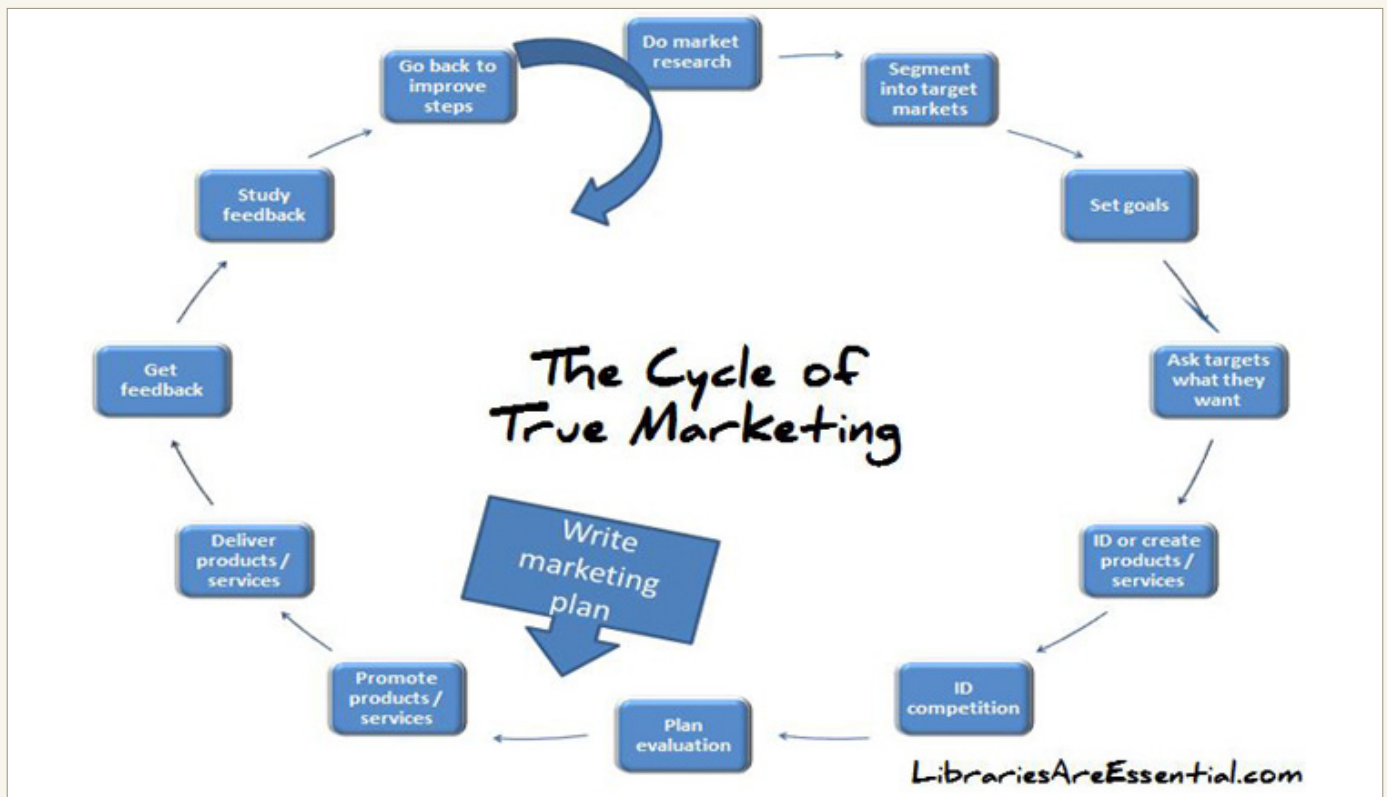 Do market
research
Segment
into target
markets
Set goals
Ask targets
what they
want
ID or create
products /
services
ID
competition
Plan
evaluation
Write
marketing
plan
Promote
products /
services
Deliver
products /
services
Get
feedback
Study
feedback
Go back to
improve
steps
The Cycle of
True Marketing
LibrariesAreEssential.com